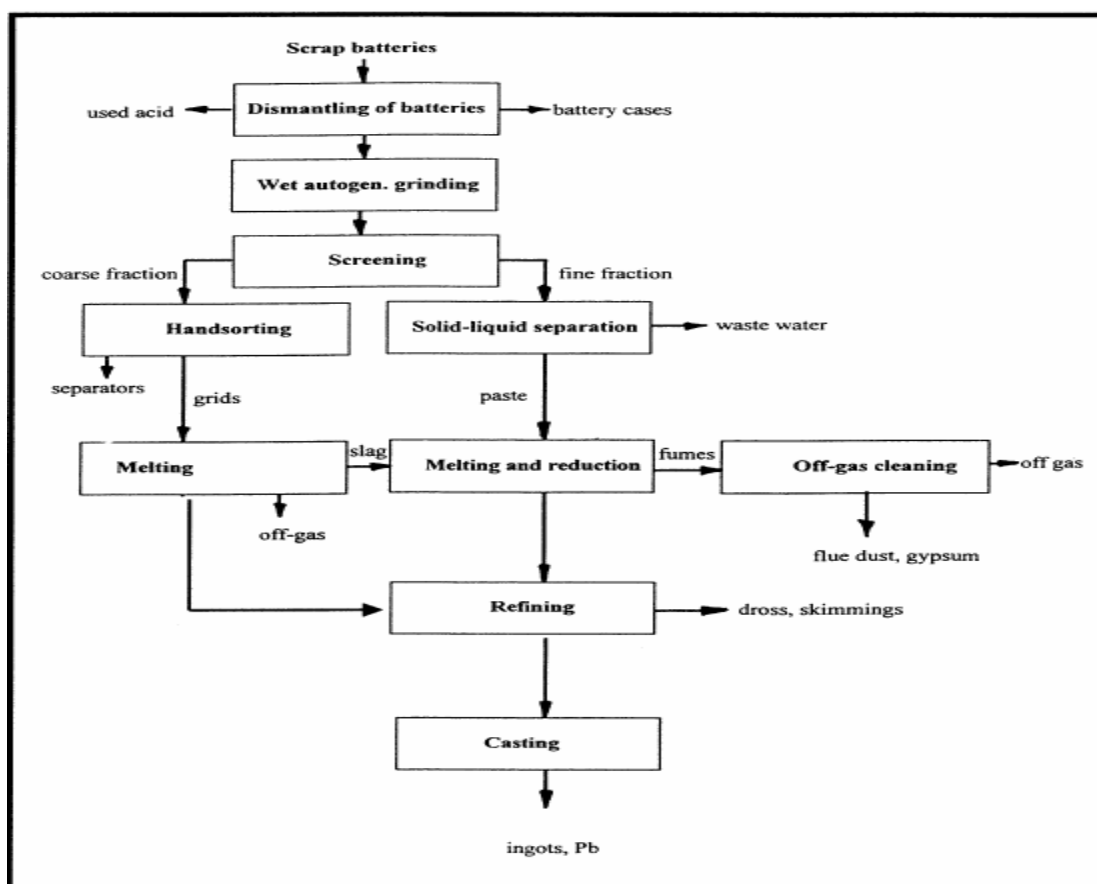 Scrap batteries
used acid
Dismantling of batteries
battery cases
Wet autogen. grinding
Screening
coarse fraction
fine fraction
Handsorting
Solid-liquid separation
waste water
separators
grids
paste
Melting
slag
Melting and reduction
fumes
Off-gas cleaning
off gas
off-gas
flue dust, gypsum
Refining
dross, skimmings
Casting
ingots, Pb